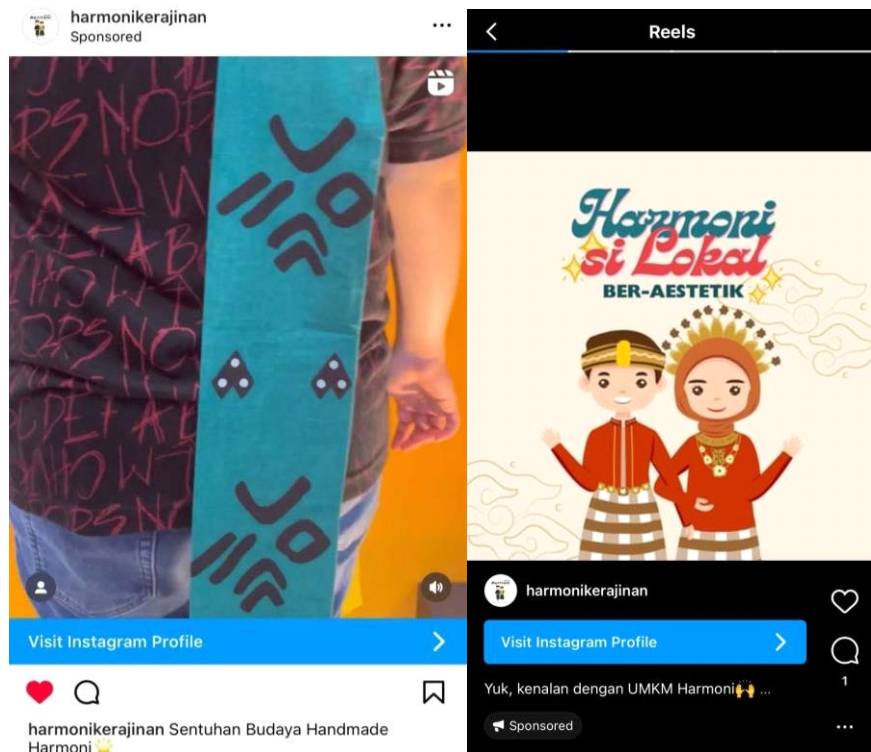 harmonikerajinan
Sponsored
Visit Instagram Profile
harmonikerajinan Sentuhan Budaya Handmade
Harmoni
Reels
Harmoni
si Lokal
BER-AESTETIK
harmonikerajinan
Visit Instagram Profile
1
Yuk, kenalan dengan UMKM Harmoni🙌 ...
Sponsored